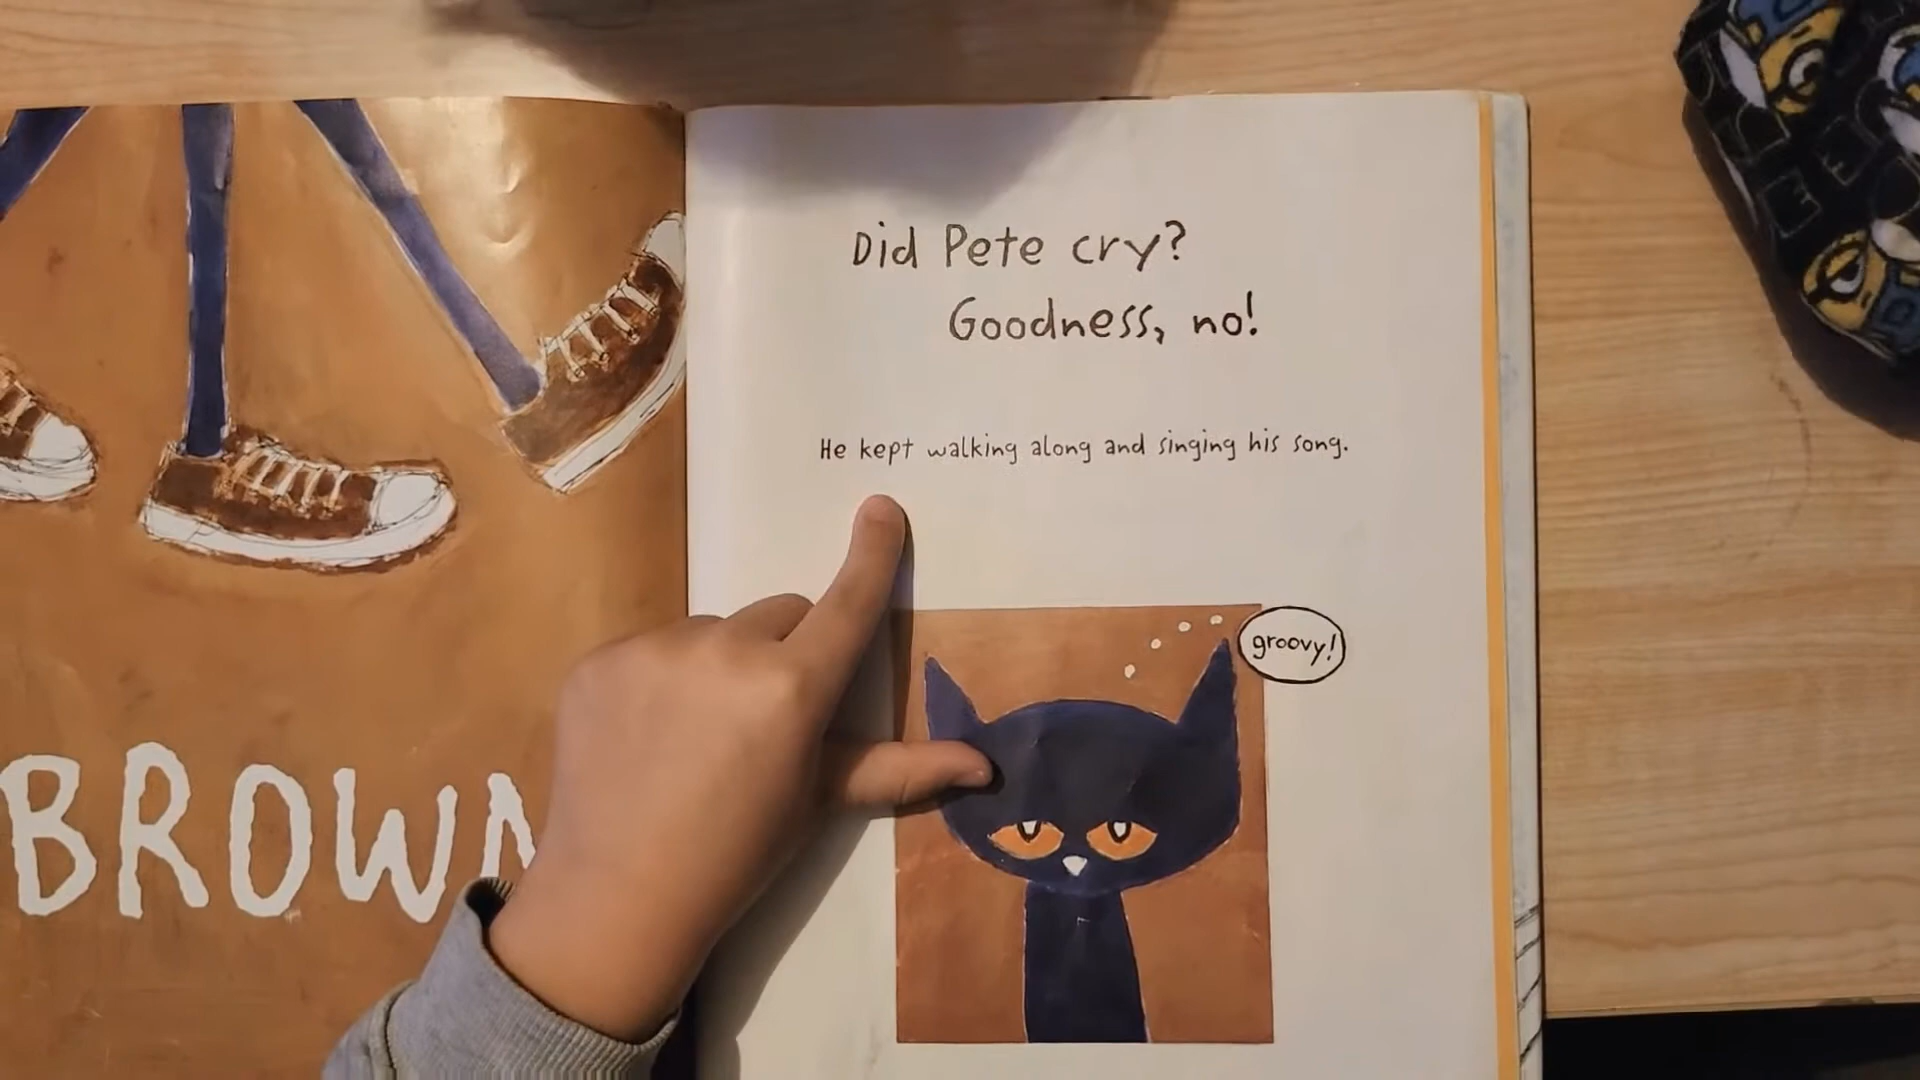 BROWN
Did Pete cry?
Goodness, no!
He kept walking along and singing his song.
groovy!